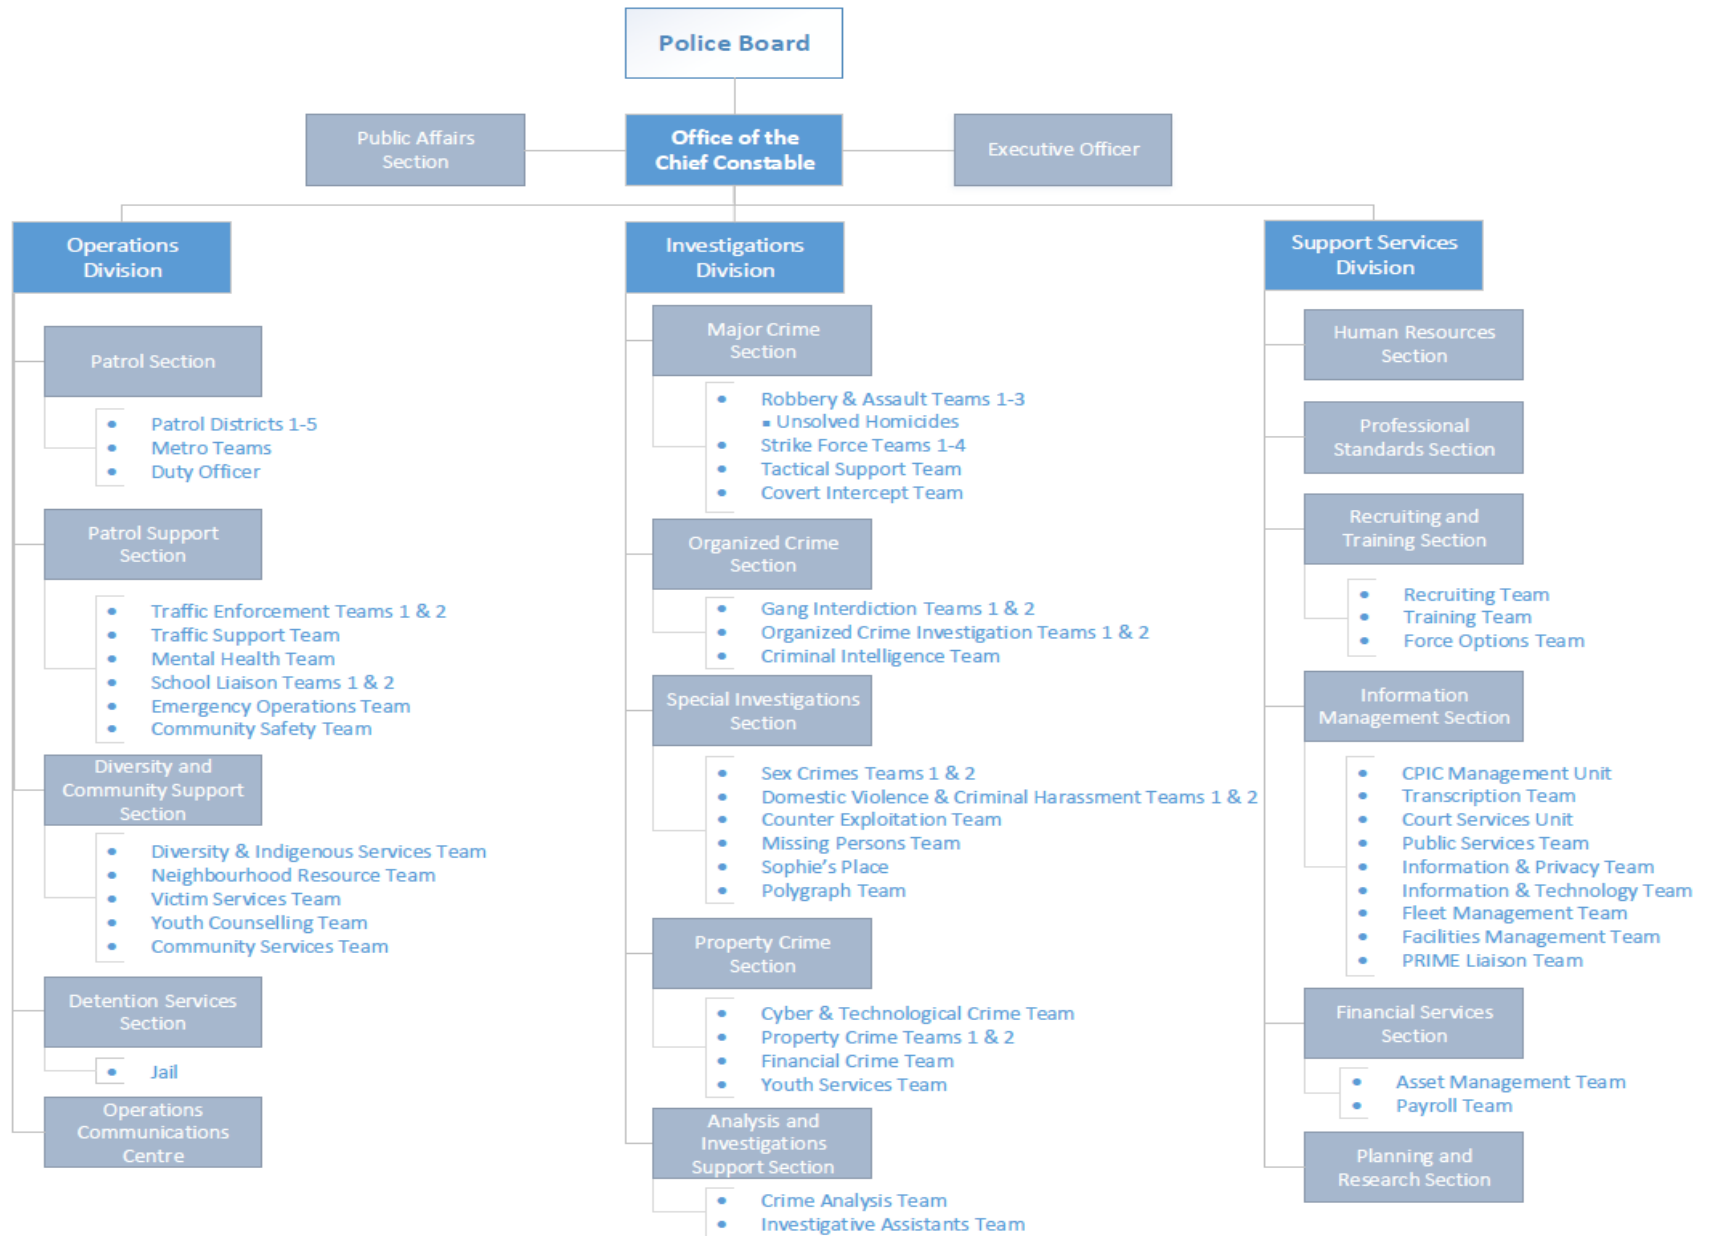 Police Board
Public Affairs
Section
Office of the
Chief Constable
Executive Officer
Operations
Division
Patrol Section
Patrol Districts 1-5
Metro Teams
Duty Officer
Patrol Support
Section
Traffic Enforcement Teams 1 & 2
Traffic Support Team
Mental Health Team
School Liaison Teams 1 & 2
Emergency Operations Team
Community Safety Team
Diversity and
Community Support
Section
Diversity & Indigenous Services Team
Neighbourhood Resource Team
Victim Services Team
Youth Counselling Team
Community Services Team
Detention Services
Section
Jail
Operations
Communications
Centre
Investigations
Division
Major Crime
Section
Robbery & Assault Teams 1-3
Unsolved Homicides
Strike Force Teams 1-4
Tactical Support Team
Covert Intercept Team
Organized Crime
Section
Gang Interdiction Teams 1 & 2
Organized Crime Investigation Teams 1 & 2
Criminal Intelligence Team
Special Investigations
Section
Sex Crimes Teams 1 & 2
Domestic Violence & Criminal Harassment Teams 1 & 2
Counter Exploitation Team
Missing Persons Team
Sophie's Place
Polygraph Team
Property Crime
Section
Cyber & Technological Crime Team
Property Crime Teams 1 & 2
Financial Crime Team
Youth Services Team
Analysis and
Investigations
Support Section
Crime Analysis Team
Investigative Assistants Team
Support Services
Division
Human Resources
Section
Professional
Standards Section
Recruiting and
Training Section
Recruiting Team
Training Team
Force Options Team
Information
Management Section
CPIC Management Unit
Transcription Team
Court Services Unit
Public Services Team
Information & Privacy Team
Information & Technology Team
Fleet Management Team
Facilities Management Team
PRIME Liaison Team
Financial Services
Section
Asset Management Team
Payroll Team
Planning and
Research Section